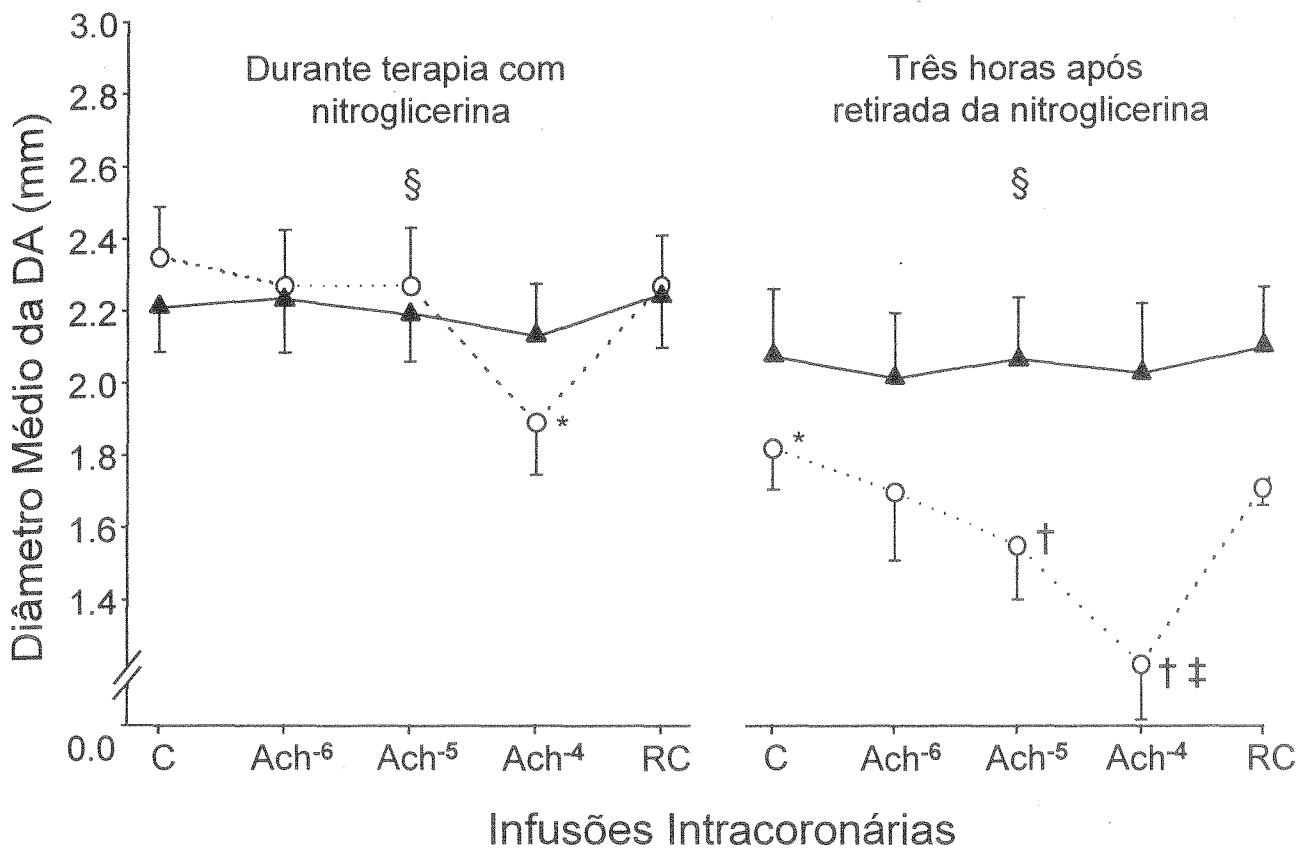 Durante terapia com
nitroglicerina
Três horas após
retirada da nitroglicerina
Diâmetro Médio da DA (mm)
3.0
2.8
2.6
2.4
2.2
2.0
1.8
1.6
1.4
0.0
§
§
*
*
†
† ‡
C Ach-6 Ach-5 Ach-4 RC
C Ach-6 Ach-5 Ach-4 RC
Infusões Intracoronárias